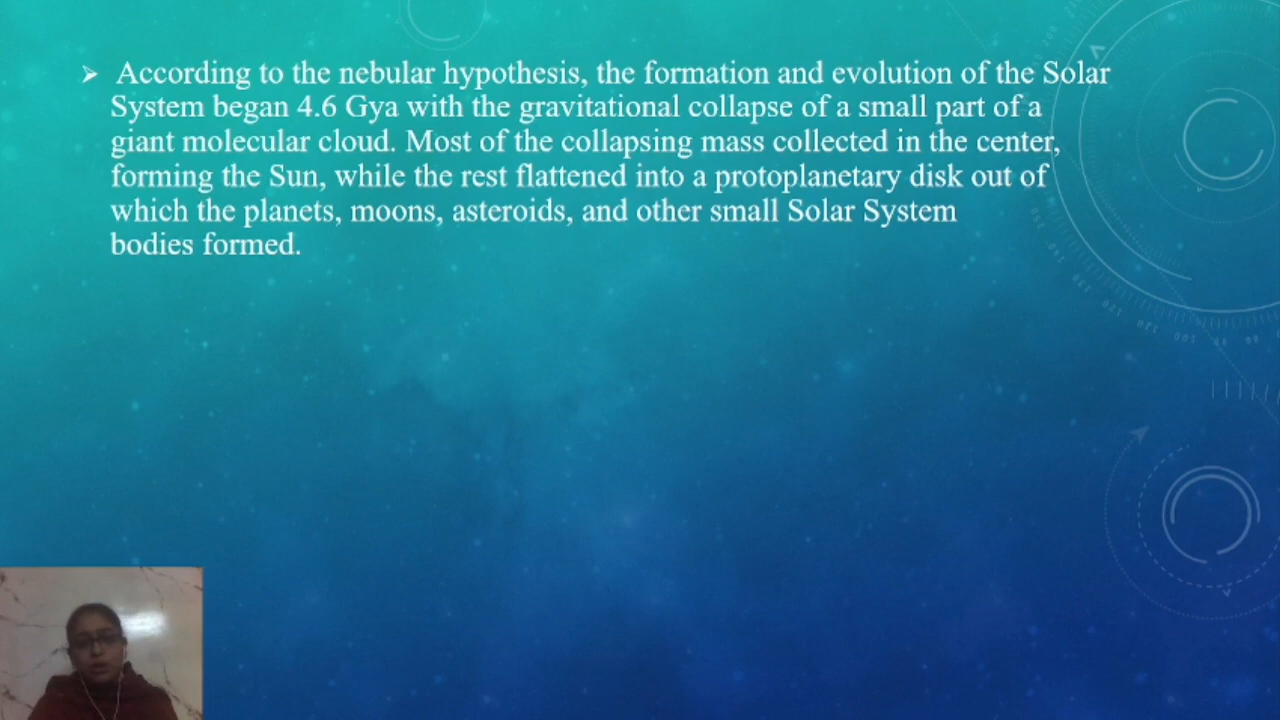 ➢ According to the nebular hypothesis, the formation and evolution of the Solar
System began 4.6 Gya with the gravitational collapse of a small part of a
giant molecular cloud. Most of the collapsing mass collected in the center,
forming the Sun, while the rest flattened into a protoplanetary disk out of
which the planets, moons, asteroids, and other small Solar System
bodies formed.